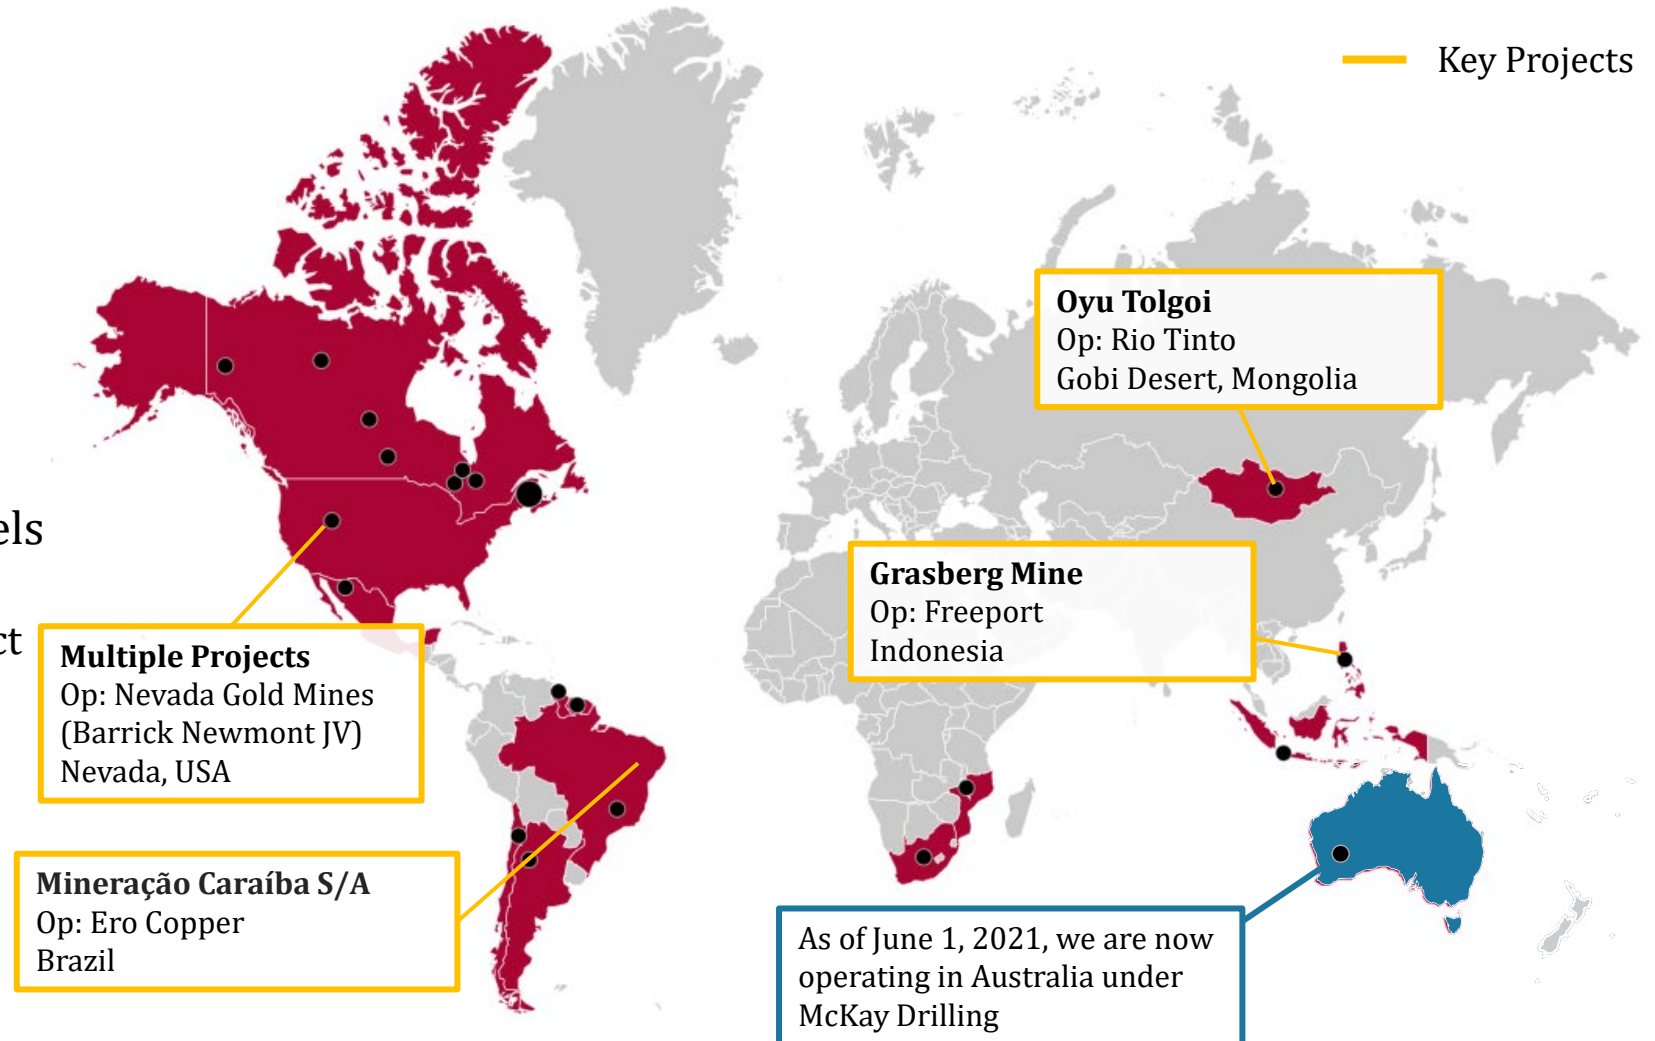 Key Projects
Oyu Tolgoi
Op: Rio Tinto
Gobi Desert, Mongolia
els
Grasberg Mine
Op: Freeport
Indonesia
ct
Multiple Projects
Op: Nevada Gold Mines
(Barrick Newmont JV)
Nevada, USA
Mineração Caraíba S/A
Op: Ero Copper
Brazil
As of June 1, 2021, we are now
operating in Australia under
McKay Drilling